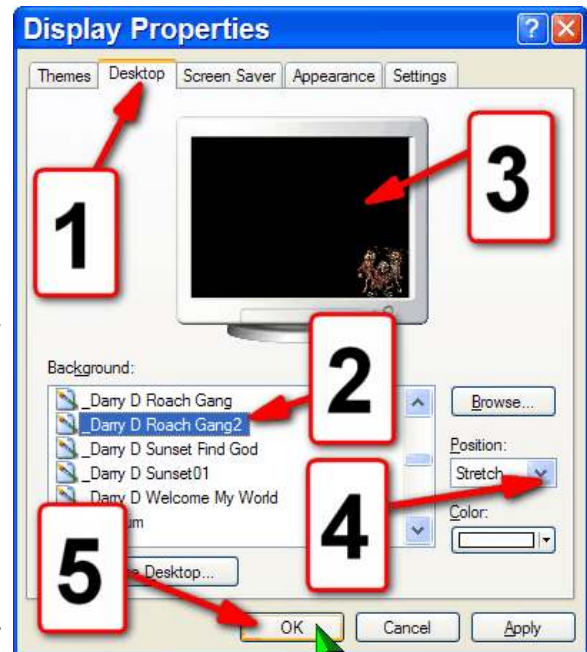 Display Properties
Themes Desktop Screen Saver Appearance Settings
1
3
Background:
2
_Darry D Roach Gang
_Darry D Roach Gang2
_Darry D Sunset Find God
_Darry D Sunset01
_Darry D Welcome My World
um
Browse...
Position:
Stretch
Color:
4
5
Desktop...
OK Cancel Apply